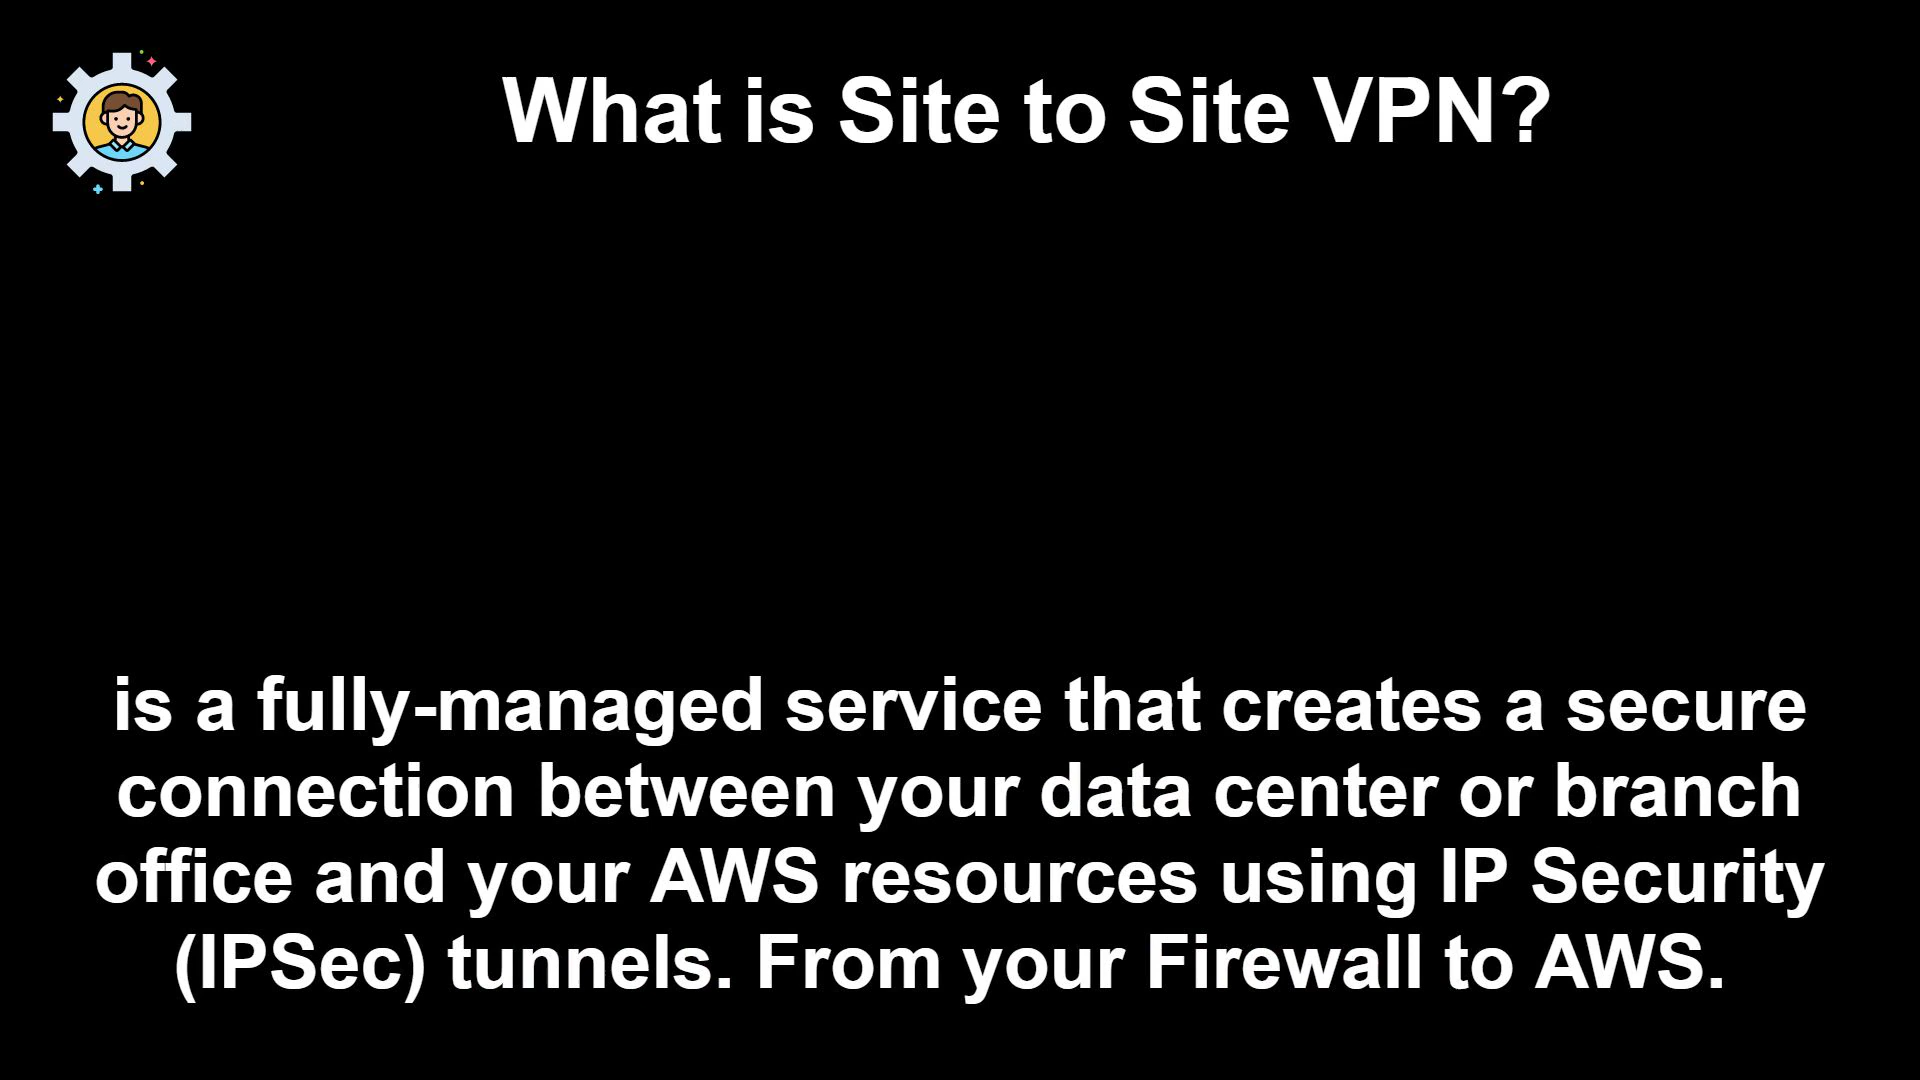 What is Site to Site VPN?
is a fully-managed service that creates a secure
connection between your data center or branch
office and your AWS resources using IP Security
(IPSec) tunnels. From your Firewall to AWS.